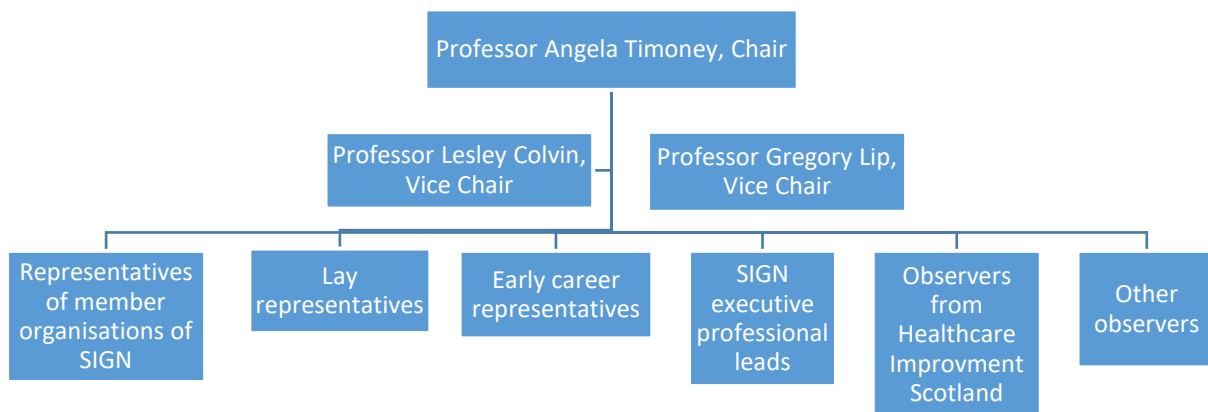 Professor Angela Timoney, Chair
Professor Lesley Colvin,
Vice Chair
Professor Gregory Lip,
Vice Chair
Representatives
of member
organisations of
SIGN
Lay
representatives
Early career
representatives
SIGN
executive
professional
leads
Observers
from
Healthcare
Improvment
Scotland
Other
observers